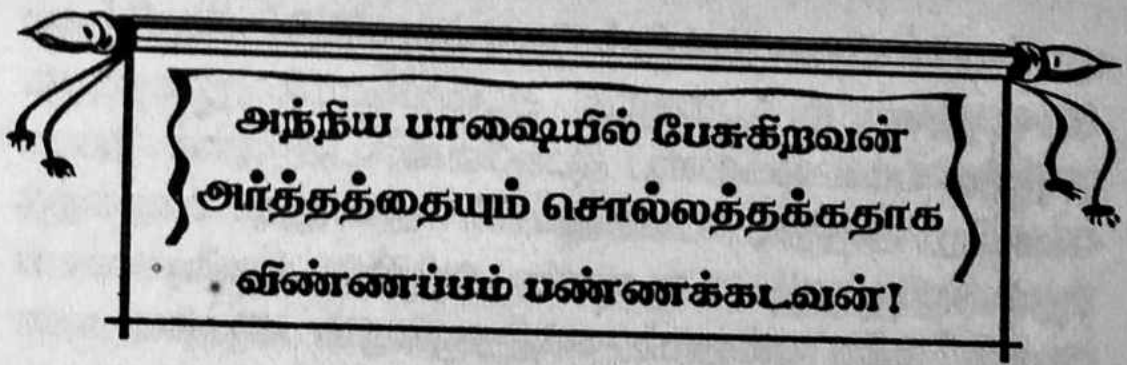 அந்நிய பாஷையில் பேசுகிறவன்
அர்த்தத்தையும் சொல்லத்தக்கதாக
விண்ணப்பம் பண்ணக்கடவன்!